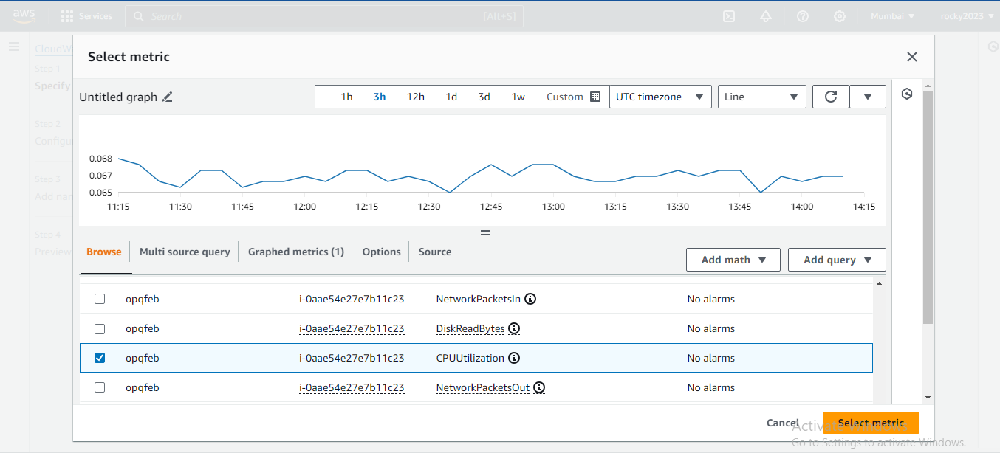 aws Services Search [Alt+S] Mumbai rocky2023
CloudWa
Step 1
Specify
Step 2
Configu
Step 3
Add nam
Step 4
Preview
Select metric
Untitled graph 1h 3h 12h 1d 3d 1w Custom UTC timezone Line
0.068
0.067
0.065
11:15 11:30 11:45 12:00 12:15 12:30 12:45 13:00 13:15 13:30 13:45 14:00 14:15
Browse Multi source query Graphed metrics (1) Options Source
Add math Add query
opqfeb i-0aae54e27e7b11c23 NetworkPacketsIn No alarms
opqfeb i-0aae54e27e7b11c23 DiskReadBytes No alarms
opqfeb i-0aae54e27e7b11c23 CPUUtilization No alarms
opqfeb i-0aae54e27e7b11c23 NetworkPacketsOut No alarms
Cancel Select metric
Activate Windows
Go to Settings to activate Windows.